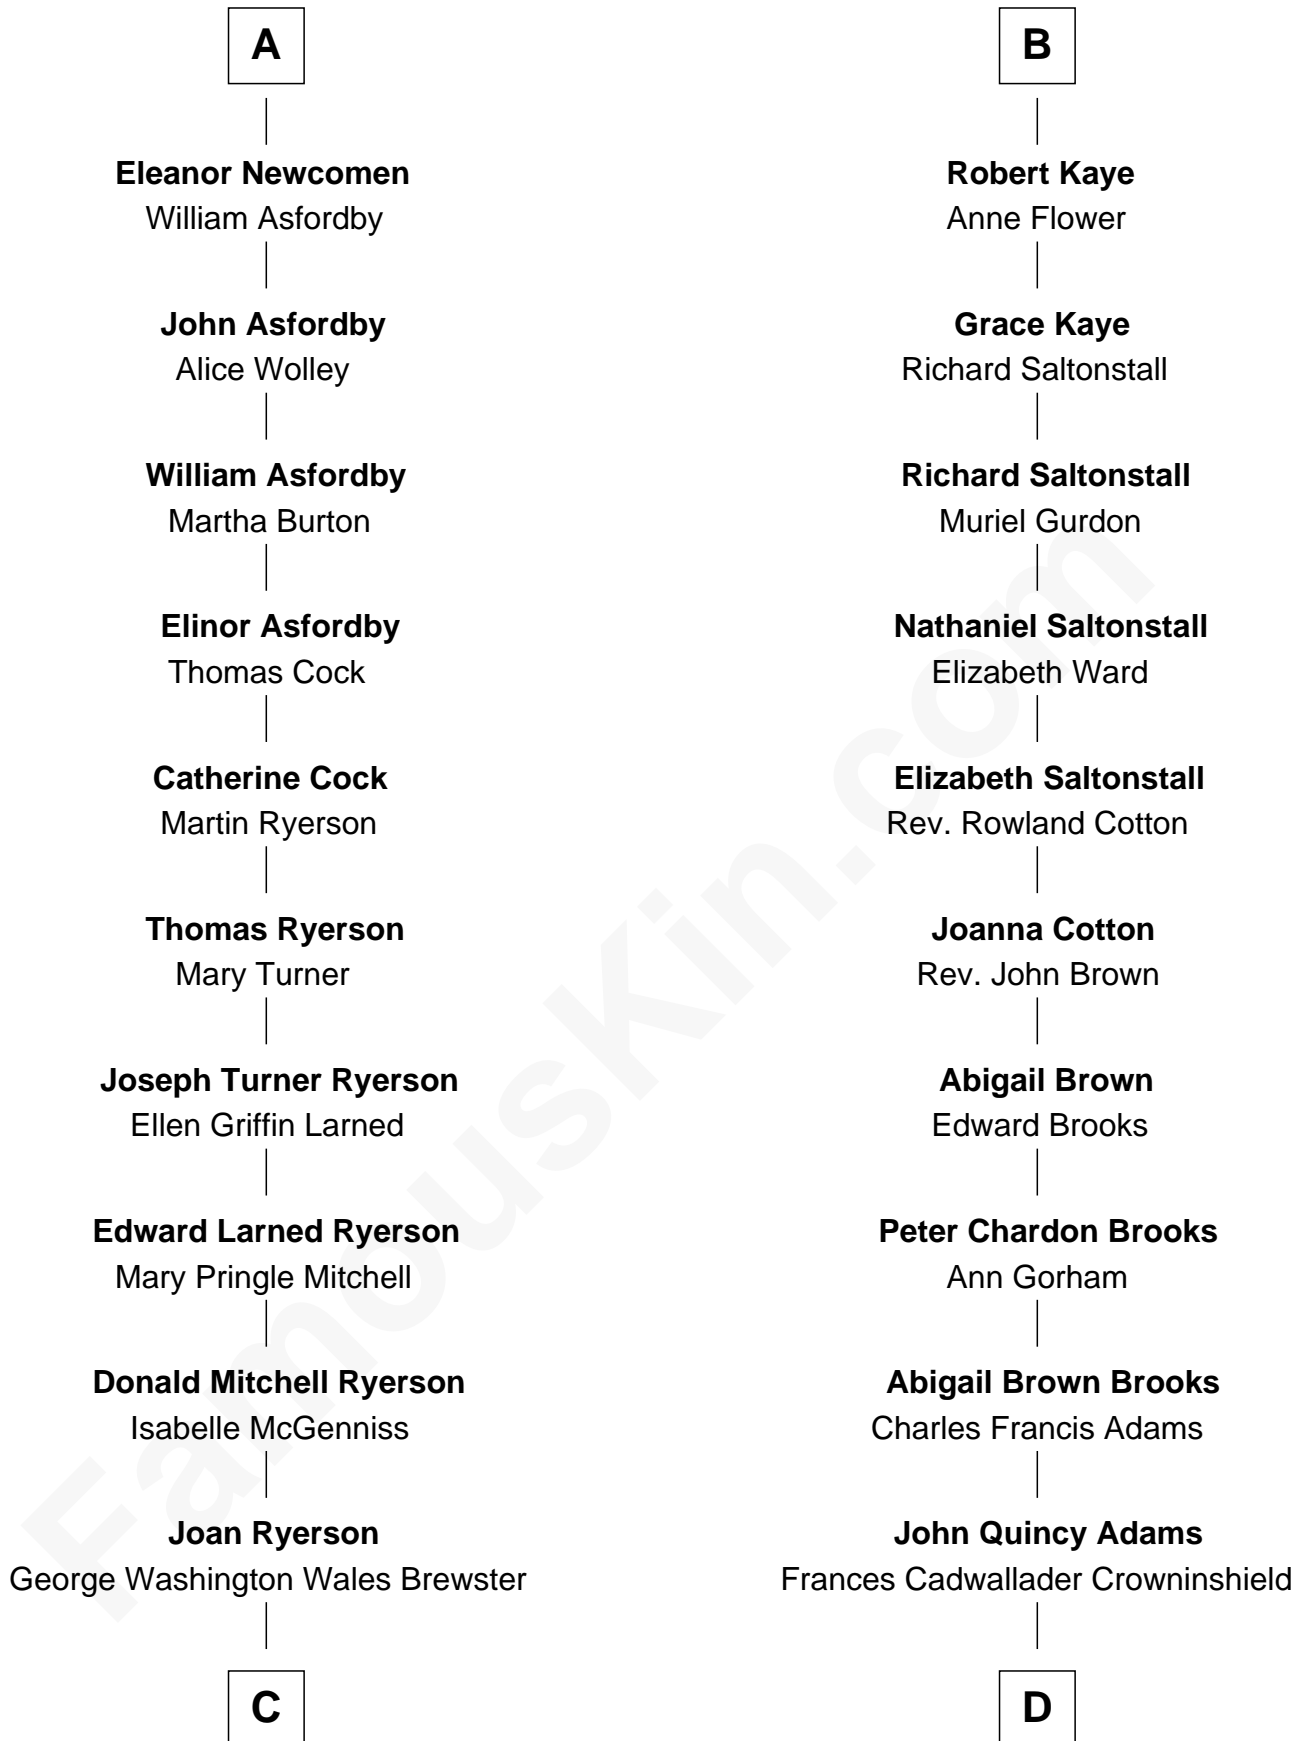 A
Eleanor Newcomen
William Asfordby
John Asfordby
Alice Wolley
William Asfordby
Martha Burton
Elinor Asfordby
Thomas Cock
Catherine Cock
Martin Ryerson
Thomas Ryerson
Mary Turner
Joseph Turner Ryerson
Ellen Griffin Larned
Edward Larned Ryerson
Mary Pringle Mitchell
Donald Mitchell Ryerson
Isabelle McGenniss
Joan Ryerson
George Washington Wales Brewster
C
B
Robert Kaye
Anne Flower
Grace Kaye
Richard Saltonstall
Richard Saltonstall
Muriel Gurdon
Nathaniel Saltonstall
Elizabeth Ward
Elizabeth Saltonstall
Rev. Rowland Cotton
Joanna Cotton
Rev. John Brown
Abigail Brown
Edward Brooks
Peter Chardon Brooks
Ann Gorham
Abigail Brown Brooks
Charles Francis Adams
John Quincy Adams
Frances Cadwallader Crowninshield
D
FamousKin.com